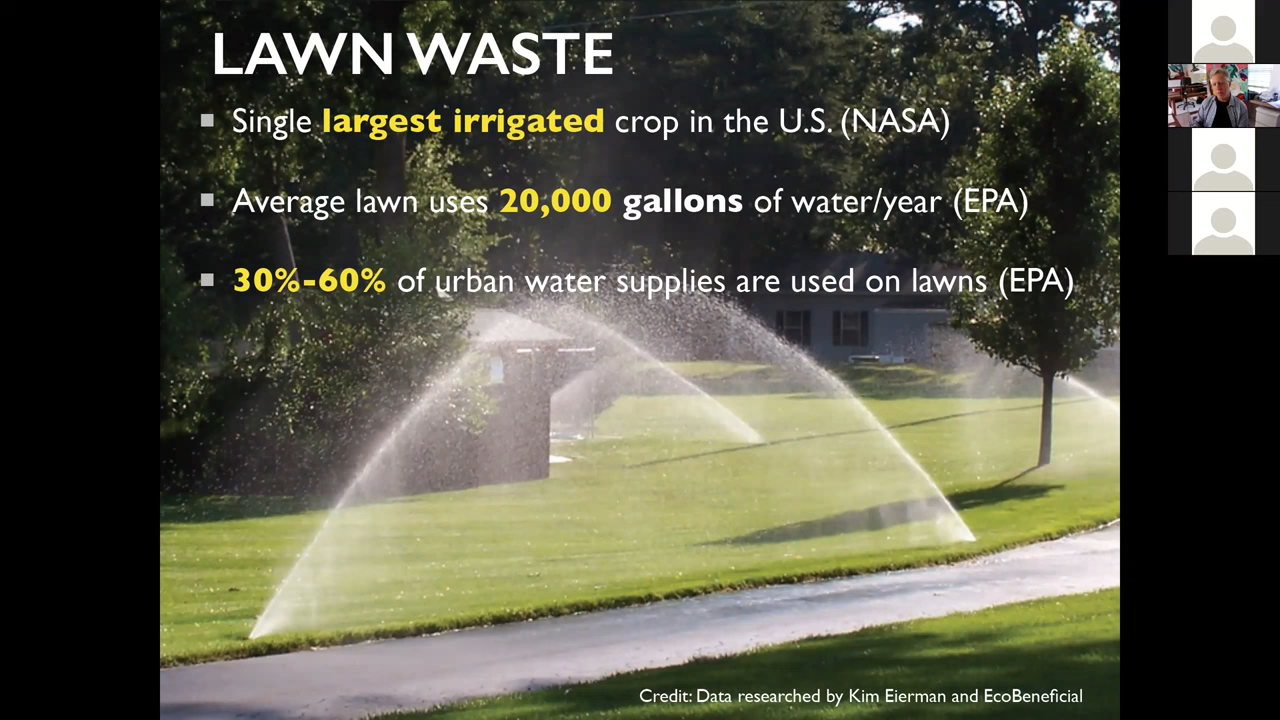 LAWN WASTE
Single largest irrigated crop in the U.S. (NASA)
Average lawn uses 20,000 gallons of water/year (EPA)
30%-60% of urban water supplies are used on lawns (EPA)
Credit: Data researched by Kim Eierman and EcoBeneficial